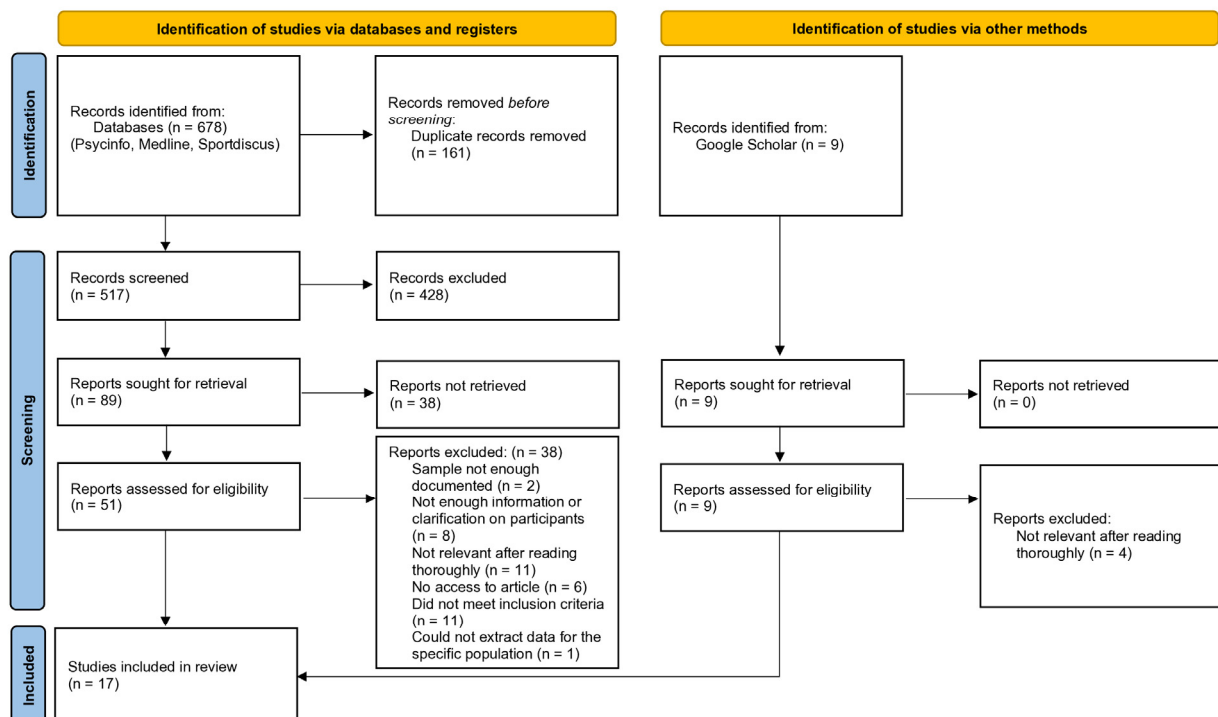 Identification of studies via databases and registers
Identification of studies via other methods
Identification
Records identified from:
Databases (n = 678)
(Psycinfo, Medline, Sportdiscus)
Records removed before
screening:
Duplicate records removed
(n = 161)
Records identified from:
Google Scholar (n = 9)
Screening
Records screened
(n = 517)
Records excluded
(n = 428)
Reports sought for retrieval
(n = 89)
Reports not retrieved
(n = 38)
Reports sought for retrieval
(n = 9)
Reports not retrieved
(n = 0)
Reports assessed for eligibility
(n = 51)
Reports excluded: (n = 38)
Sample not enough
documented (n = 2)
Not enough information or
clarification on participants
(n = 8)
Not relevant after reading
thoroughly (n = 11)
No access to article (n = 6)
Did not meet inclusion criteria
(n = 11)
Could not extract data for the
specific population (n = 1)
Reports assessed for eligibility
(n = 9)
Reports excluded:
Not relevant after reading
thoroughly (n = 4)
Included
Studies included in review
(n = 17)